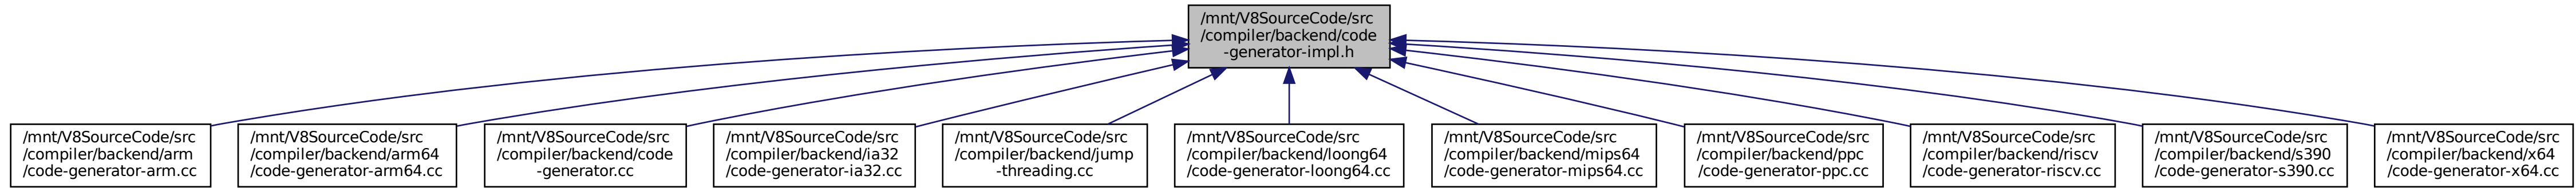 /mnt/V8SourceCode/src
/compiler/backend/code
-generator-impl.h
/mnt/V8SourceCode/src
/compiler/backend/arm
/code-generator-arm.cc
/mnt/V8SourceCode/src
/compiler/backend/arm64
/code-generator-arm64.cc
/mnt/V8SourceCode/src
/compiler/backend/code
-generator.cc
/mnt/V8SourceCode/src
/compiler/backend/ia32
/code-generator-ia32.cc
/mnt/V8SourceCode/src
/compiler/backend/jump
-threading.cc
/mnt/V8SourceCode/src
/compiler/backend/loong64
/code-generator-loong64.cc
/mnt/V8SourceCode/src
/compiler/backend/mips64
/code-generator-mips64.cc
/mnt/V8SourceCode/src
/compiler/backend/ppc
/code-generator-ppc.cc
/mnt/V8SourceCode/src
/compiler/backend/riscv
/code-generator-riscv.cc
/mnt/V8SourceCode/src
/compiler/backend/s390
/code-generator-s390.cc
/mnt/V8SourceCode/src
/compiler/backend/x64
/code-generator-x64.cc